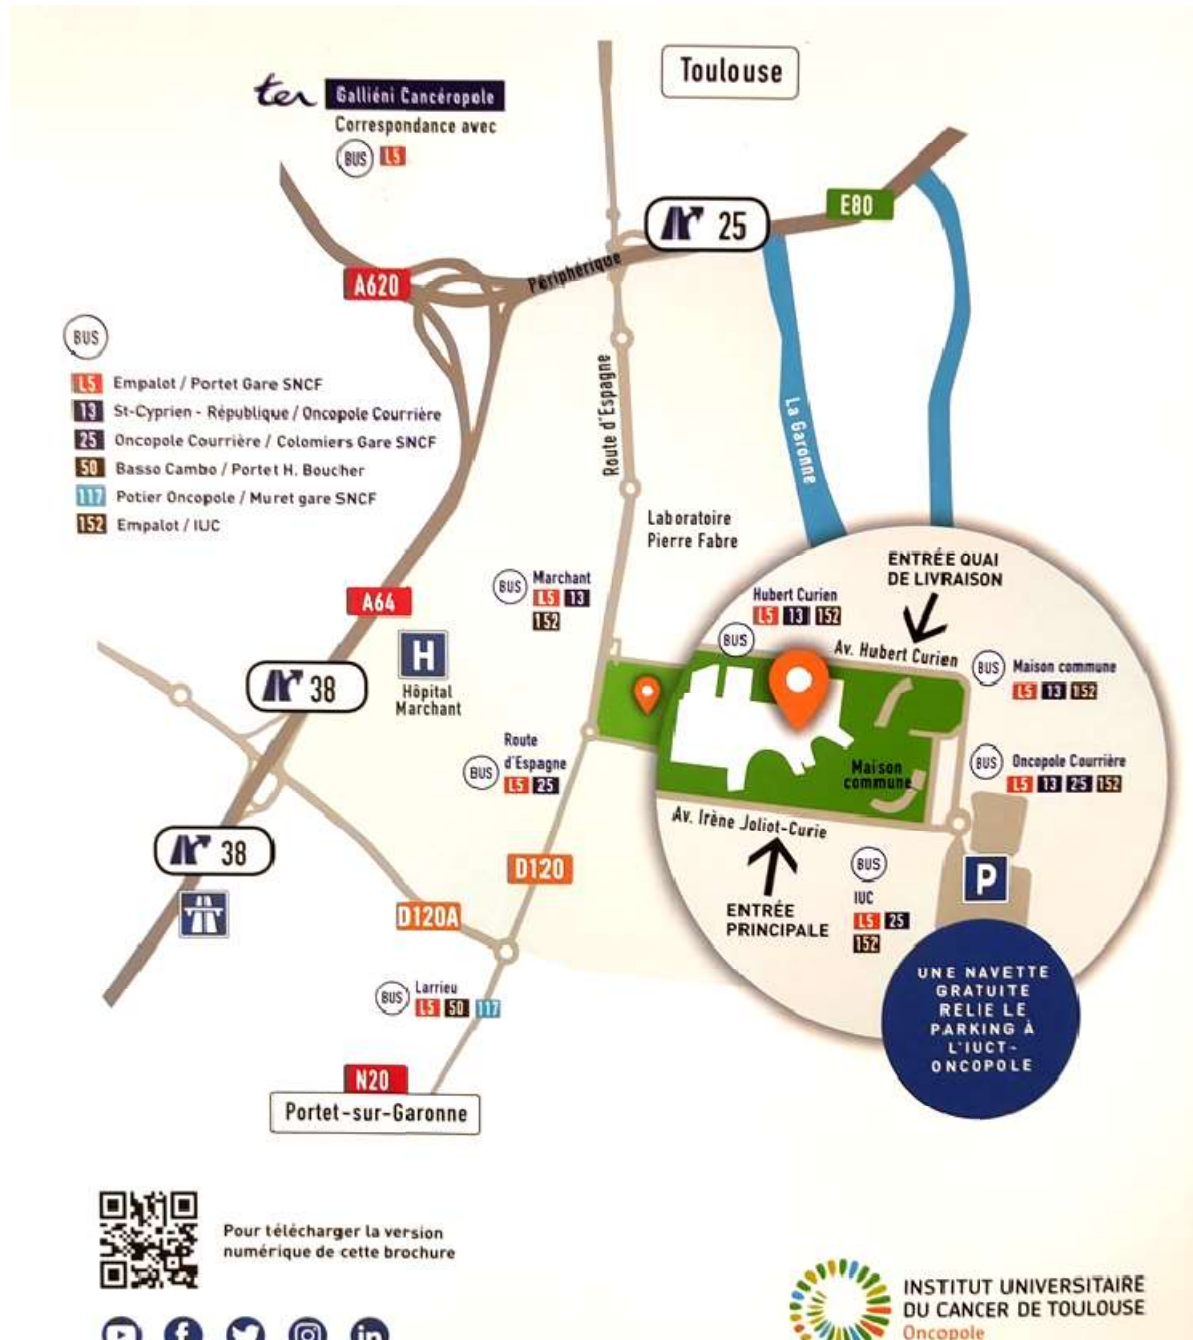 Toulouse
ter Galliéni Cancéropole
Correspondance avec
BUS L5
E80
25
Périphérique
A620
BUS
L5 Empalot / Portet Gare SNCF
13 St-Cyprien - République / Oncopole Courrière
25 Oncopole Courrière / Colomiers Gare SNCF
50 Basso Cambo / Portet H. Boucher
117 Potier Oncopole / Muret gare SNCF
152 Empalot / IUC
Route d'Espagne
La Garonne
Laboratoire
Pierre Fabre
ENTRÉE QUAI
DE LIVRAISON
BUS Marchant
L5 13
152
Hubert Curien
L5 13 152
BUS
Av. Hubert Curien
BUS Maison commune
L5 13 152
A64
H
Hôpital
Marchant
38
Route
d'Espagne
BUS
L5 25
Maison
commune
BUS Oncopole Courrière
L5 13 25 152
Av. Irène Joliot-Curie
38
D120
BUS
IUC
L5 25
152
P
ENTRÉE
PRINCIPALE
D120A
BUS Larrieu
L5 50 117
UNE NAVETTE
GRATUITE
RELIE LE
PARKING À
L'IUCT-
ONCOPOLE
N20
Portet-sur-Garonne
Pour télécharger la version
numérique de cette brochure
INSTITUT UNIVERSITAIRE
DU CANCER DE TOULOUSE
Oncopole